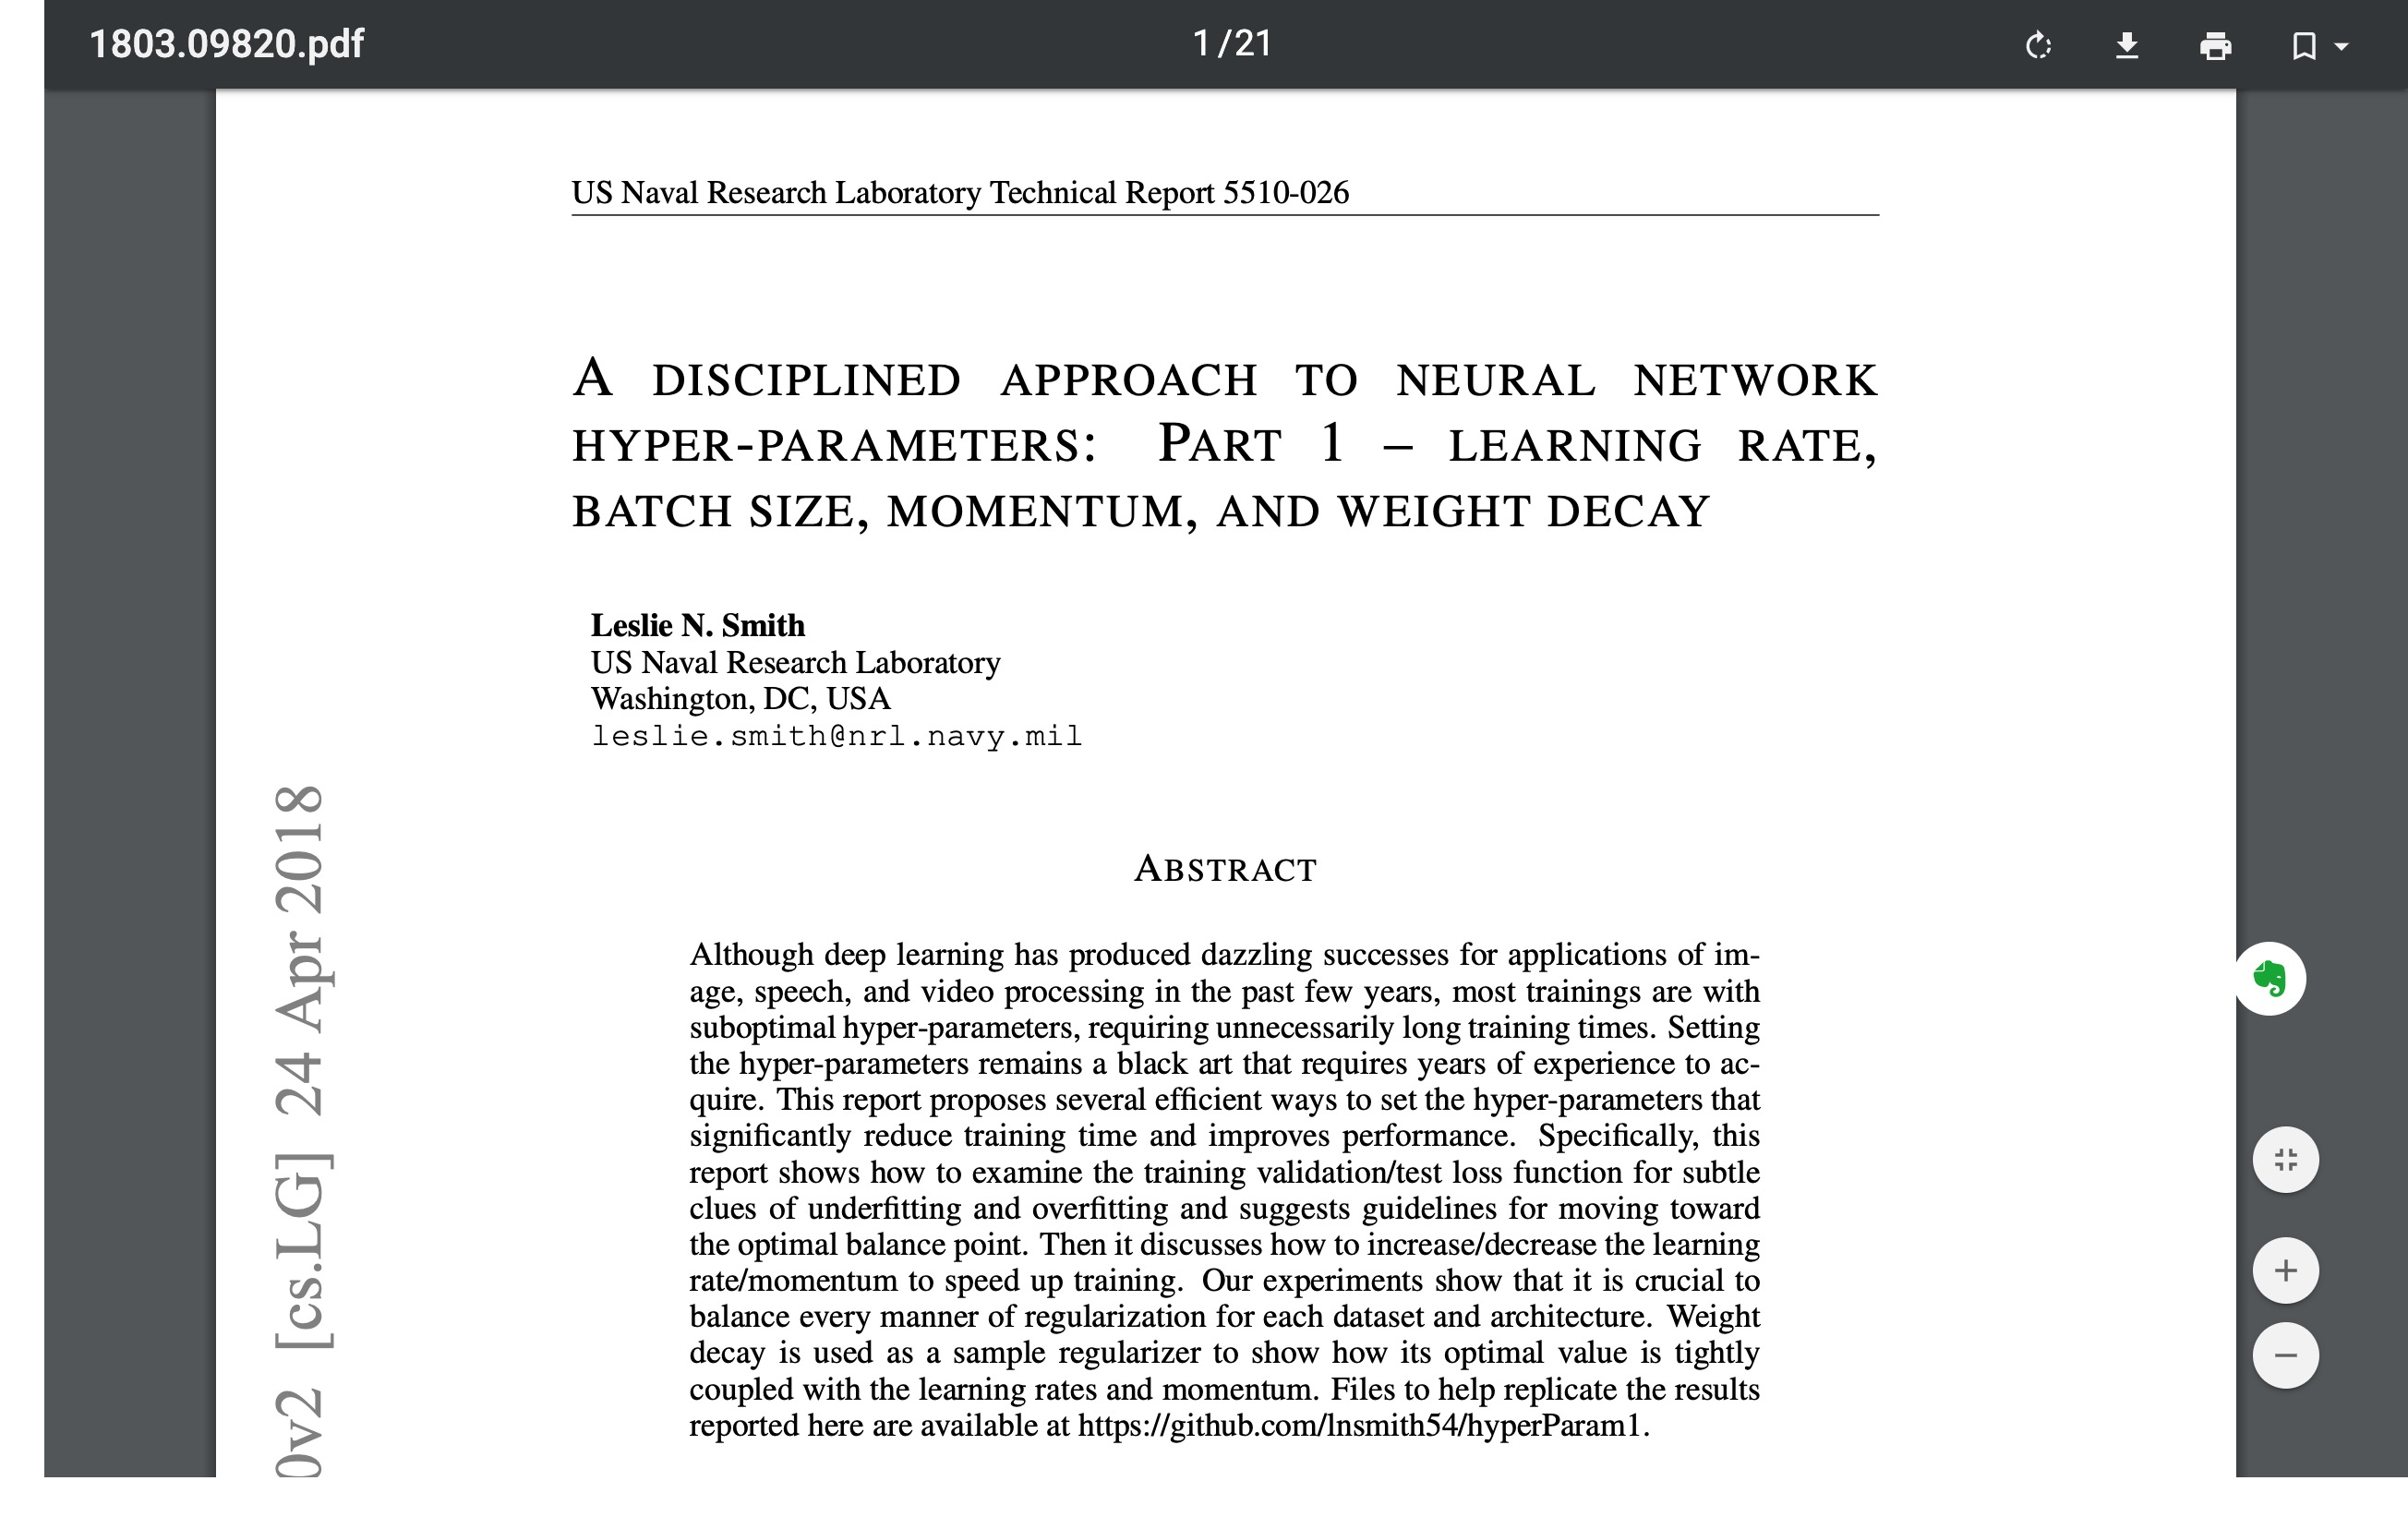 1803.09820.pdf
1/21
US Naval Research Laboratory Technical Report 5510-026
A DISCIPLINED APPROACH TO NEURAL NETWORK
HYPER-PARAMETERS: PART 1 – LEARNING RATE,
BATCH SIZE, MOMENTUM, AND WEIGHT DECAY
Leslie N. Smith
US Naval Research Laboratory
Washington, DC, USA
leslie.smith@nrl.navy.mil
ABSTRACT
Although deep learning has produced dazzling successes for applications of im-
age, speech, and video processing in the past few years, most trainings are with
suboptimal hyper-parameters, requiring unnecessarily long training times. Setting
the hyper-parameters remains a black art that requires years of experience to ac-
quire. This report proposes several efficient ways to set the hyper-parameters that
significantly reduce training time and improves performance. Specifically, this
report shows how to examine the training validation/test loss function for subtle
clues of underfitting and overfitting and suggests guidelines for moving toward
the optimal balance point. Then it discusses how to increase/decrease the learning
rate/momentum to speed up training. Our experiments show that it is crucial to
balance every manner of regularization for each dataset and architecture. Weight
decay is used as a sample regularizer to show how its optimal value is tightly
coupled with the learning rates and momentum. Files to help replicate the results
reported here are available at https://github.com/lnsmith54/hyperParam1.
0v2 [cs.LG] 24 Apr 2018